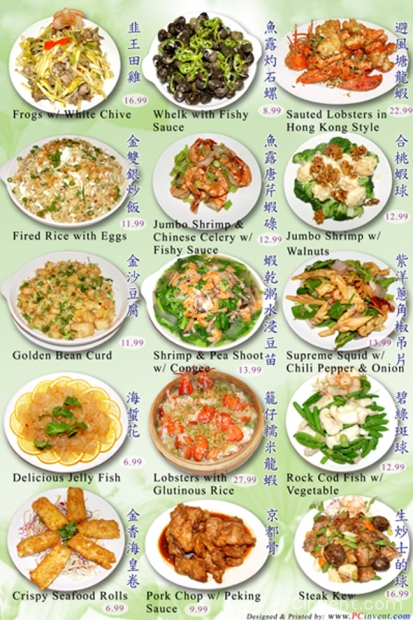 韭王田雞
Frogs w/ White Chive
16.99
魚露灼石螺
Whelk with Fishy
Sauce
8.99
避風塘龍蝦
Sauted Lobsters in
Hong Kong Style
22.99
金雙銀炒飯
Fired Rice with Eggs
11.99
魚露唐芹蝦碌
Jumbo Shrimp &
Chinese Celery w/
Fishy Sauce
12.99
合桃蝦球
Jumbo Shrimp w/
Walnuts
12.99
金沙豆腐
Golden Bean Curd
11.99
蝦乾粥水浸豆苗
Shrimp & Pea Shoot
w/ Congee
13.99
紫洋蔥角椒吊片
Supreme Squid w/
Chili Pepper & Onion
13.99
海蜇花
Delicious Jelly Fish
6.99
籠仔糯米龍蝦
Lobsters with
Glutinous Rice
27.99
碧綠斑球
Rock Cod Fish w/
Vegetable
12.99
金香海皇卷
Crispy Seafood Rolls
6.99
京都骨
Pork Chop w/ Peking
Sauce
9.99
生炒士的球
Steak Kew
16.99
Designed & Printed by: www.PCinvent.com